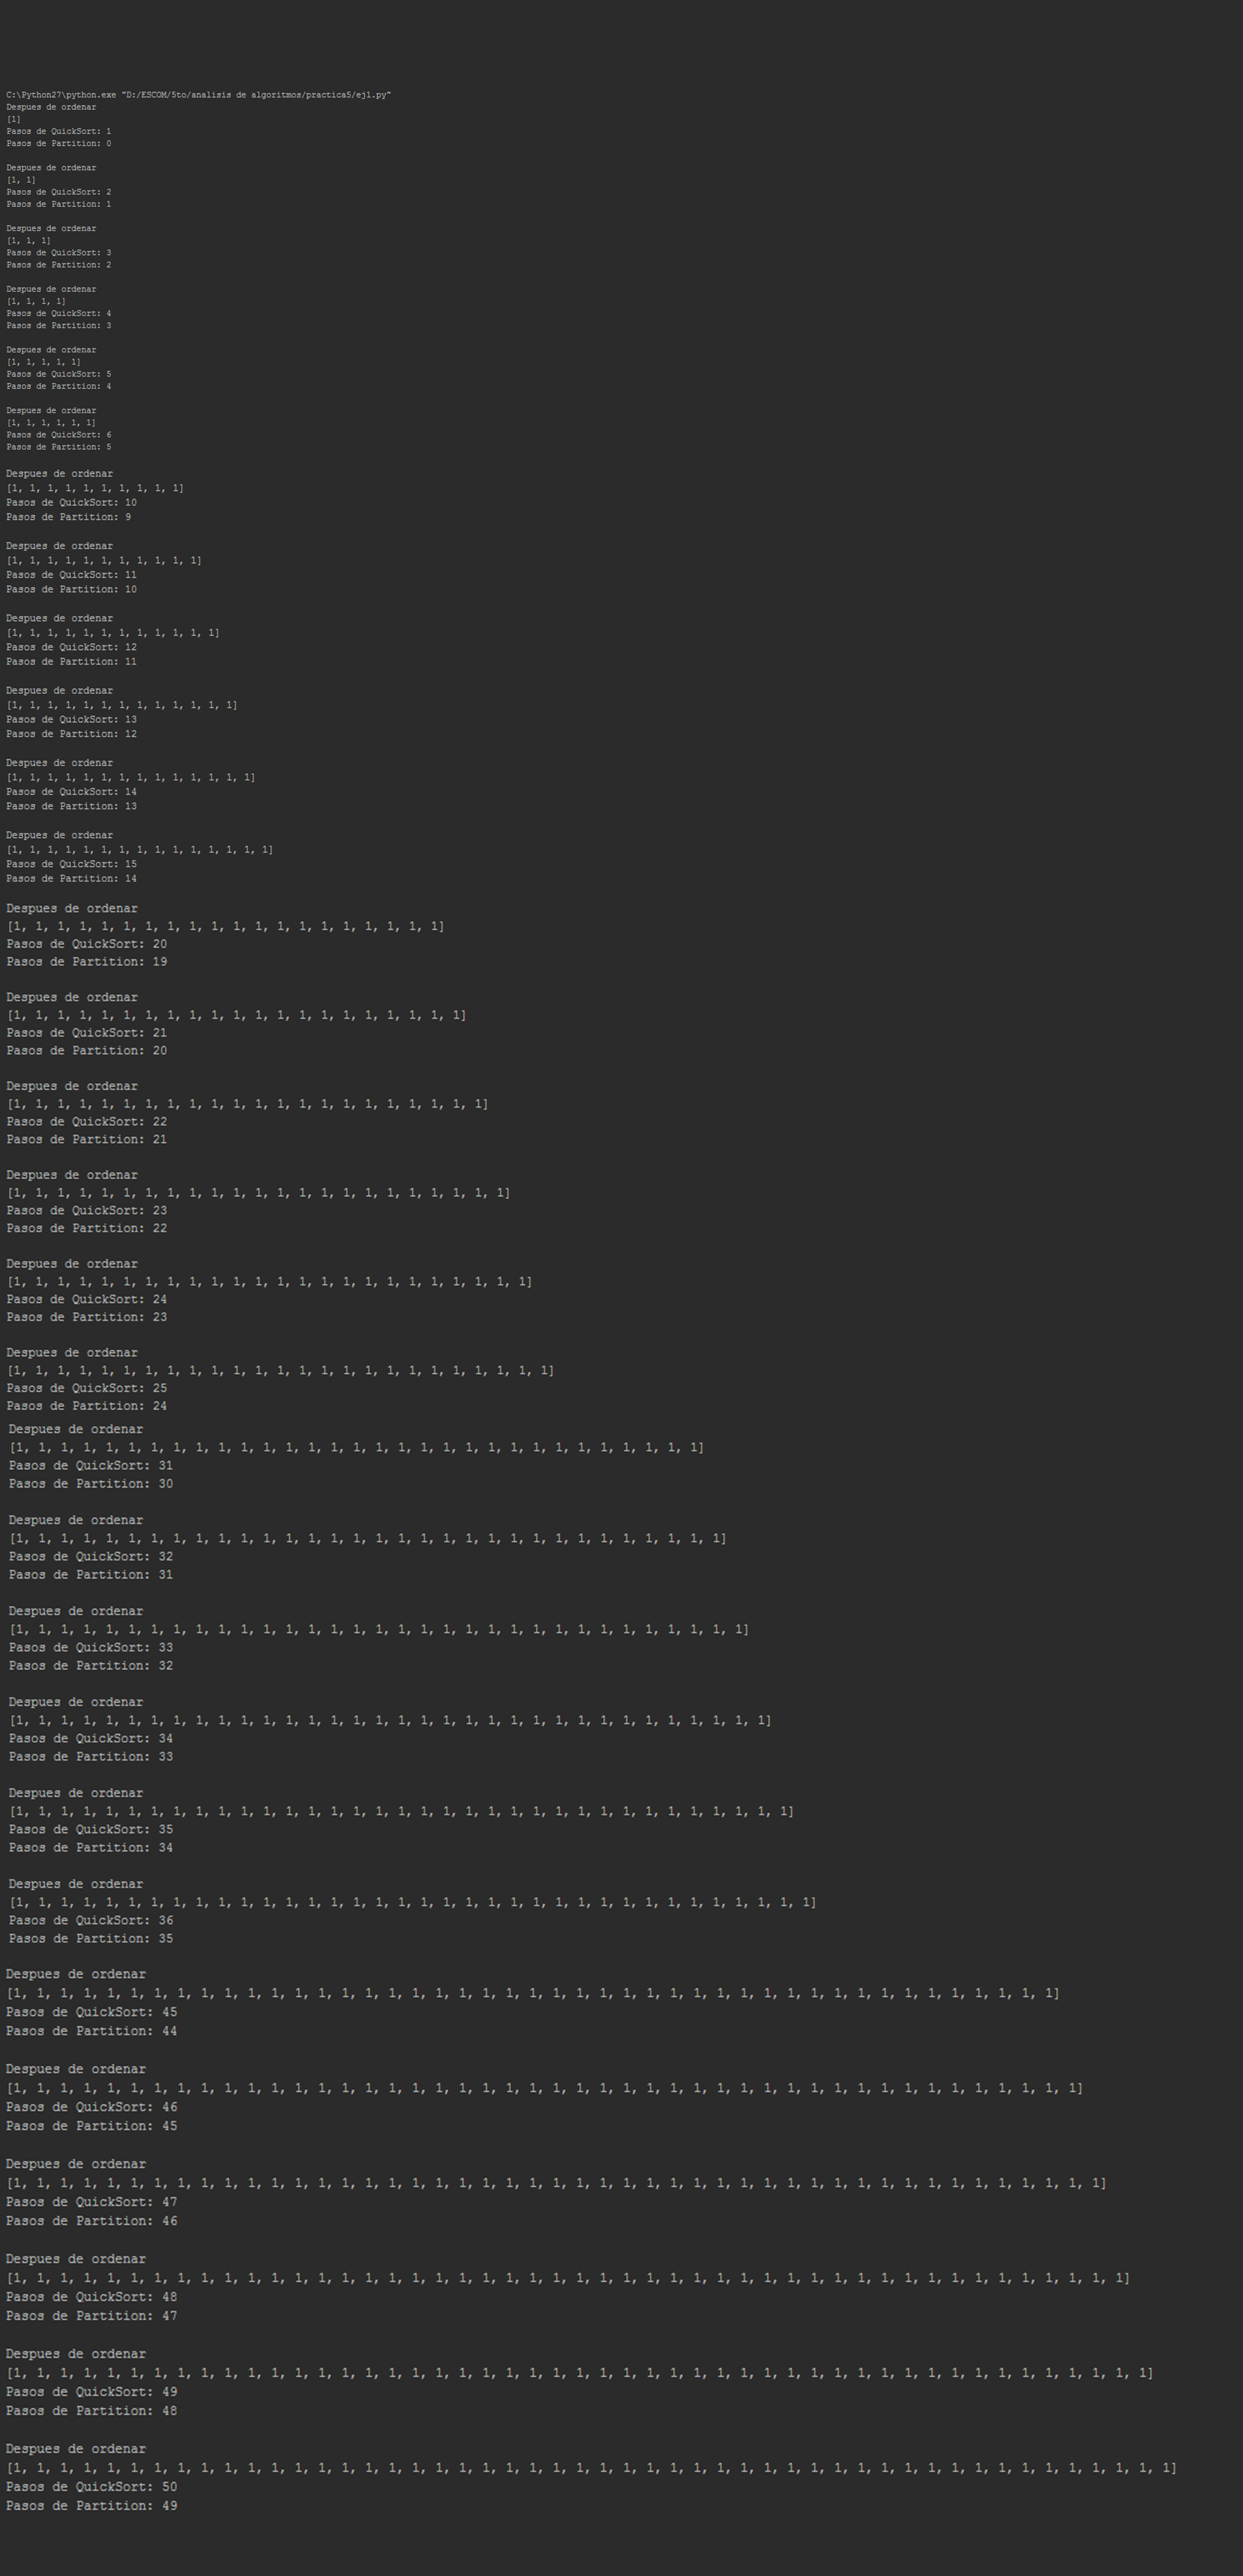 C:\Python27\python.exe "D:/ESCOM/5to/analisis de algoritmos/practica5/ej1.py"
Despues de ordenar
[1]
Pasos de QuickSort: 1
Pasos de Partition: 0
Despues de ordenar
[1, 1]
Pasos de QuickSort: 2
Pasos de Partition: 1
Despues de ordenar
[1, 1, 1]
Pasos de QuickSort: 3
Pasos de Partition: 2
Despues de ordenar
[1, 1, 1, 1]
Pasos de QuickSort: 4
Pasos de Partition: 3
Despues de ordenar
[1, 1, 1, 1, 1]
Pasos de QuickSort: 5
Pasos de Partition: 4
Despues de ordenar
[1, 1, 1, 1, 1, 1]
Pasos de QuickSort: 6
Pasos de Partition: 5
Despues de ordenar
[1, 1, 1, 1, 1, 1, 1, 1, 1, 1]
Pasos de QuickSort: 10
Pasos de Partition: 9
Despues de ordenar
[1, 1, 1, 1, 1, 1, 1, 1, 1, 1, 1]
Pasos de QuickSort: 11
Pasos de Partition: 10
Despues de ordenar
[1, 1, 1, 1, 1, 1, 1, 1, 1, 1, 1, 1]
Pasos de QuickSort: 12
Pasos de Partition: 11
Despues de ordenar
[1, 1, 1, 1, 1, 1, 1, 1, 1, 1, 1, 1, 1]
Pasos de QuickSort: 13
Pasos de Partition: 12
Despues de ordenar
[1, 1, 1, 1, 1, 1, 1, 1, 1, 1, 1, 1, 1, 1]
Pasos de QuickSort: 14
Pasos de Partition: 13
Despues de ordenar
[1, 1, 1, 1, 1, 1, 1, 1, 1, 1, 1, 1, 1, 1, 1]
Pasos de QuickSort: 15
Pasos de Partition: 14
Despues de ordenar
[1, 1, 1, 1, 1, 1, 1, 1, 1, 1, 1, 1, 1, 1, 1, 1, 1, 1, 1, 1]
Pasos de QuickSort: 20
Pasos de Partition: 19
Despues de ordenar
[1, 1, 1, 1, 1, 1, 1, 1, 1, 1, 1, 1, 1, 1, 1, 1, 1, 1, 1, 1, 1]
Pasos de QuickSort: 21
Pasos de Partition: 20
Despues de ordenar
[1, 1, 1, 1, 1, 1, 1, 1, 1, 1, 1, 1, 1, 1, 1, 1, 1, 1, 1, 1, 1, 1]
Pasos de QuickSort: 22
Pasos de Partition: 21
Despues de ordenar
[1, 1, 1, 1, 1, 1, 1, 1, 1, 1, 1, 1, 1, 1, 1, 1, 1, 1, 1, 1, 1, 1, 1]
Pasos de QuickSort: 23
Pasos de Partition: 22
Despues de ordenar
[1, 1, 1, 1, 1, 1, 1, 1, 1, 1, 1, 1, 1, 1, 1, 1, 1, 1, 1, 1, 1, 1, 1, 1]
Pasos de QuickSort: 24
Pasos de Partition: 23
Despues de ordenar
[1, 1, 1, 1, 1, 1, 1, 1, 1, 1, 1, 1, 1, 1, 1, 1, 1, 1, 1, 1, 1, 1, 1, 1, 1]
Pasos de QuickSort: 25
Pasos de Partition: 24
Despues de ordenar
[1, 1, 1, 1, 1, 1, 1, 1, 1, 1, 1, 1, 1, 1, 1, 1, 1, 1, 1, 1, 1, 1, 1, 1, 1, 1, 1, 1, 1, 1, 1]
Pasos de QuickSort: 31
Pasos de Partition: 30
Despues de ordenar
[1, 1, 1, 1, 1, 1, 1, 1, 1, 1, 1, 1, 1, 1, 1, 1, 1, 1, 1, 1, 1, 1, 1, 1, 1, 1, 1, 1, 1, 1, 1, 1]
Pasos de QuickSort: 32
Pasos de Partition: 31
Despues de ordenar
[1, 1, 1, 1, 1, 1, 1, 1, 1, 1, 1, 1, 1, 1, 1, 1, 1, 1, 1, 1, 1, 1, 1, 1, 1, 1, 1, 1, 1, 1, 1, 1, 1]
Pasos de QuickSort: 33
Pasos de Partition: 32
Despues de ordenar
[1, 1, 1, 1, 1, 1, 1, 1, 1, 1, 1, 1, 1, 1, 1, 1, 1, 1, 1, 1, 1, 1, 1, 1, 1, 1, 1, 1, 1, 1, 1, 1, 1, 1]
Pasos de QuickSort: 34
Pasos de Partition: 33
Despues de ordenar
[1, 1, 1, 1, 1, 1, 1, 1, 1, 1, 1, 1, 1, 1, 1, 1, 1, 1, 1, 1, 1, 1, 1, 1, 1, 1, 1, 1, 1, 1, 1, 1, 1, 1, 1]
Pasos de QuickSort: 35
Pasos de Partition: 34
Despues de ordenar
[1, 1, 1, 1, 1, 1, 1, 1, 1, 1, 1, 1, 1, 1, 1, 1, 1, 1, 1, 1, 1, 1, 1, 1, 1, 1, 1, 1, 1, 1, 1, 1, 1, 1, 1, 1]
Pasos de QuickSort: 36
Pasos de Partition: 35
Despues de ordenar
[1, 1, 1, 1, 1, 1, 1, 1, 1, 1, 1, 1, 1, 1, 1, 1, 1, 1, 1, 1, 1, 1, 1, 1, 1, 1, 1, 1, 1, 1, 1, 1, 1, 1, 1, 1, 1, 1, 1, 1, 1, 1, 1, 1, 1]
Pasos de QuickSort: 45
Pasos de Partition: 44
Despues de ordenar
[1, 1, 1, 1, 1, 1, 1, 1, 1, 1, 1, 1, 1, 1, 1, 1, 1, 1, 1, 1, 1, 1, 1, 1, 1, 1, 1, 1, 1, 1, 1, 1, 1, 1, 1, 1, 1, 1, 1, 1, 1, 1, 1, 1, 1, 1]
Pasos de QuickSort: 46
Pasos de Partition: 45
Despues de ordenar
[1, 1, 1, 1, 1, 1, 1, 1, 1, 1, 1, 1, 1, 1, 1, 1, 1, 1, 1, 1, 1, 1, 1, 1, 1, 1, 1, 1, 1, 1, 1, 1, 1, 1, 1, 1, 1, 1, 1, 1, 1, 1, 1, 1, 1, 1, 1]
Pasos de QuickSort: 47
Pasos de Partition: 46
Despues de ordenar
[1, 1, 1, 1, 1, 1, 1, 1, 1, 1, 1, 1, 1, 1, 1, 1, 1, 1, 1, 1, 1, 1, 1, 1, 1, 1, 1, 1, 1, 1, 1, 1, 1, 1, 1, 1, 1, 1, 1, 1, 1, 1, 1, 1, 1, 1, 1, 1]
Pasos de QuickSort: 48
Pasos de Partition: 47
Despues de ordenar
[1, 1, 1, 1, 1, 1, 1, 1, 1, 1, 1, 1, 1, 1, 1, 1, 1, 1, 1, 1, 1, 1, 1, 1, 1, 1, 1, 1, 1, 1, 1, 1, 1, 1, 1, 1, 1, 1, 1, 1, 1, 1, 1, 1, 1, 1, 1, 1, 1]
Pasos de QuickSort: 49
Pasos de Partition: 48
Despues de ordenar
[1, 1, 1, 1, 1, 1, 1, 1, 1, 1, 1, 1, 1, 1, 1, 1, 1, 1, 1, 1, 1, 1, 1, 1, 1, 1, 1, 1, 1, 1, 1, 1, 1, 1, 1, 1, 1, 1, 1, 1, 1, 1, 1, 1, 1, 1, 1, 1, 1, 1]
Pasos de QuickSort: 50
Pasos de Partition: 49